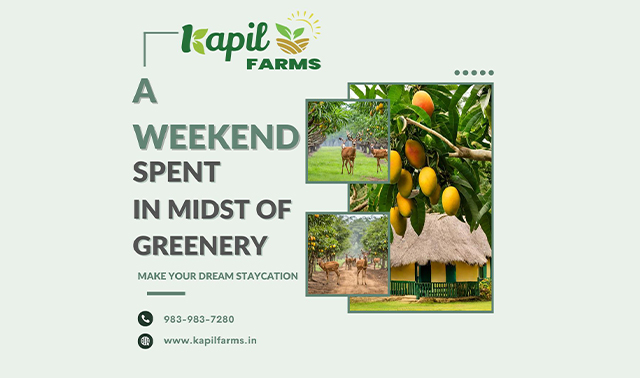 Kapil
FARMS
A
WEEKEND
SPENT
IN MIDST OF
GREENERY
MAKE YOUR DREAM STAYCATION
983-983-7280
www.kapilfarms.in